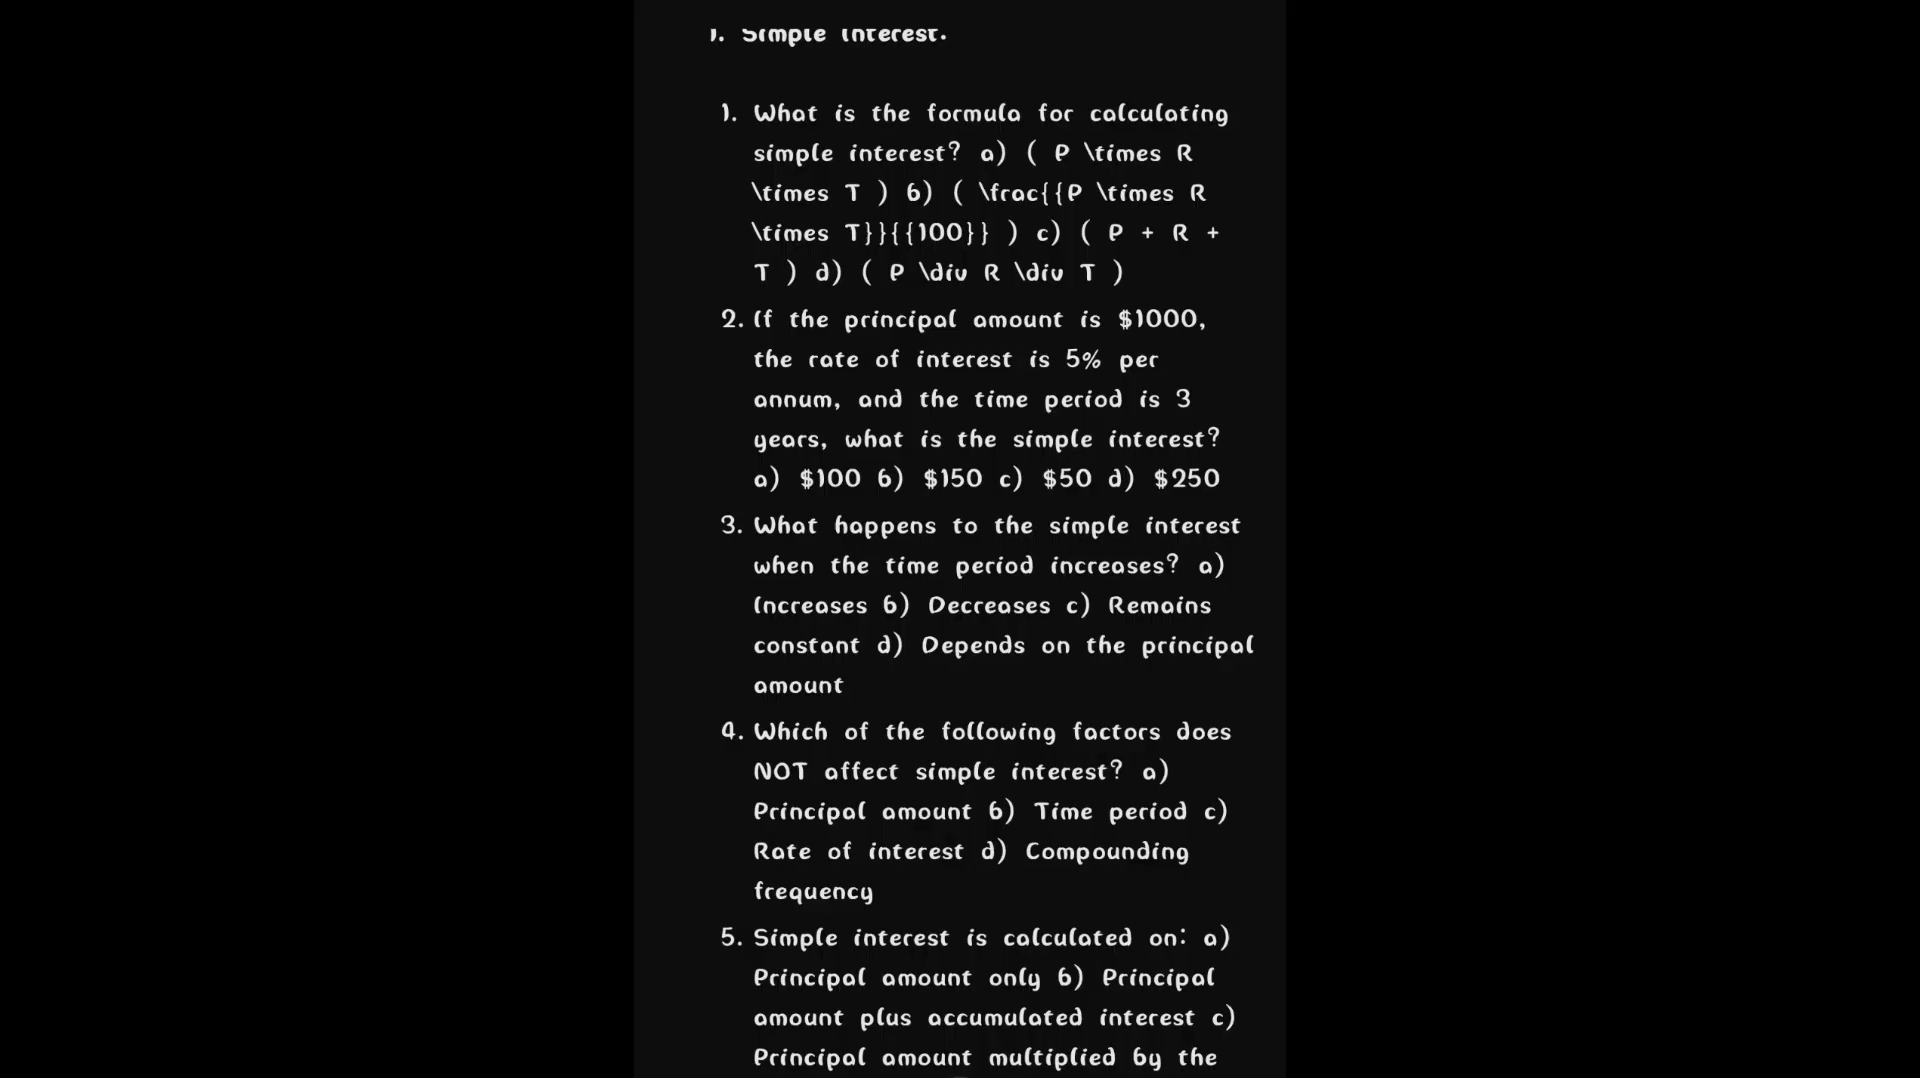 1. Simple Interest.
1. What is the formula for calculating
simple interest? a) ( P \times R
\times T ) b) ( \frac{{P \times R
\times T}}{{100}} ) c) ( P + R +
T ) d) ( P \div R \div T )
2. If the principal amount is $1000,
the rate of interest is 5% per
annum, and the time period is 3
years, what is the simple interest?
a) $100 b) $150 c) $50 d) $250
3. What happens to the simple interest
when the time period increases? a)
Increases b) Decreases c) Remains
constant d) Depends on the principal
amount
4. Which of the following factors does
NOT affect simple interest? a)
Principal amount b) Time period c)
Rate of interest d) Compounding
frequency
5. Simple interest is calculated on: a)
Principal amount only b) Principal
amount plus accumulated interest c)
Principal amount multiplied by the